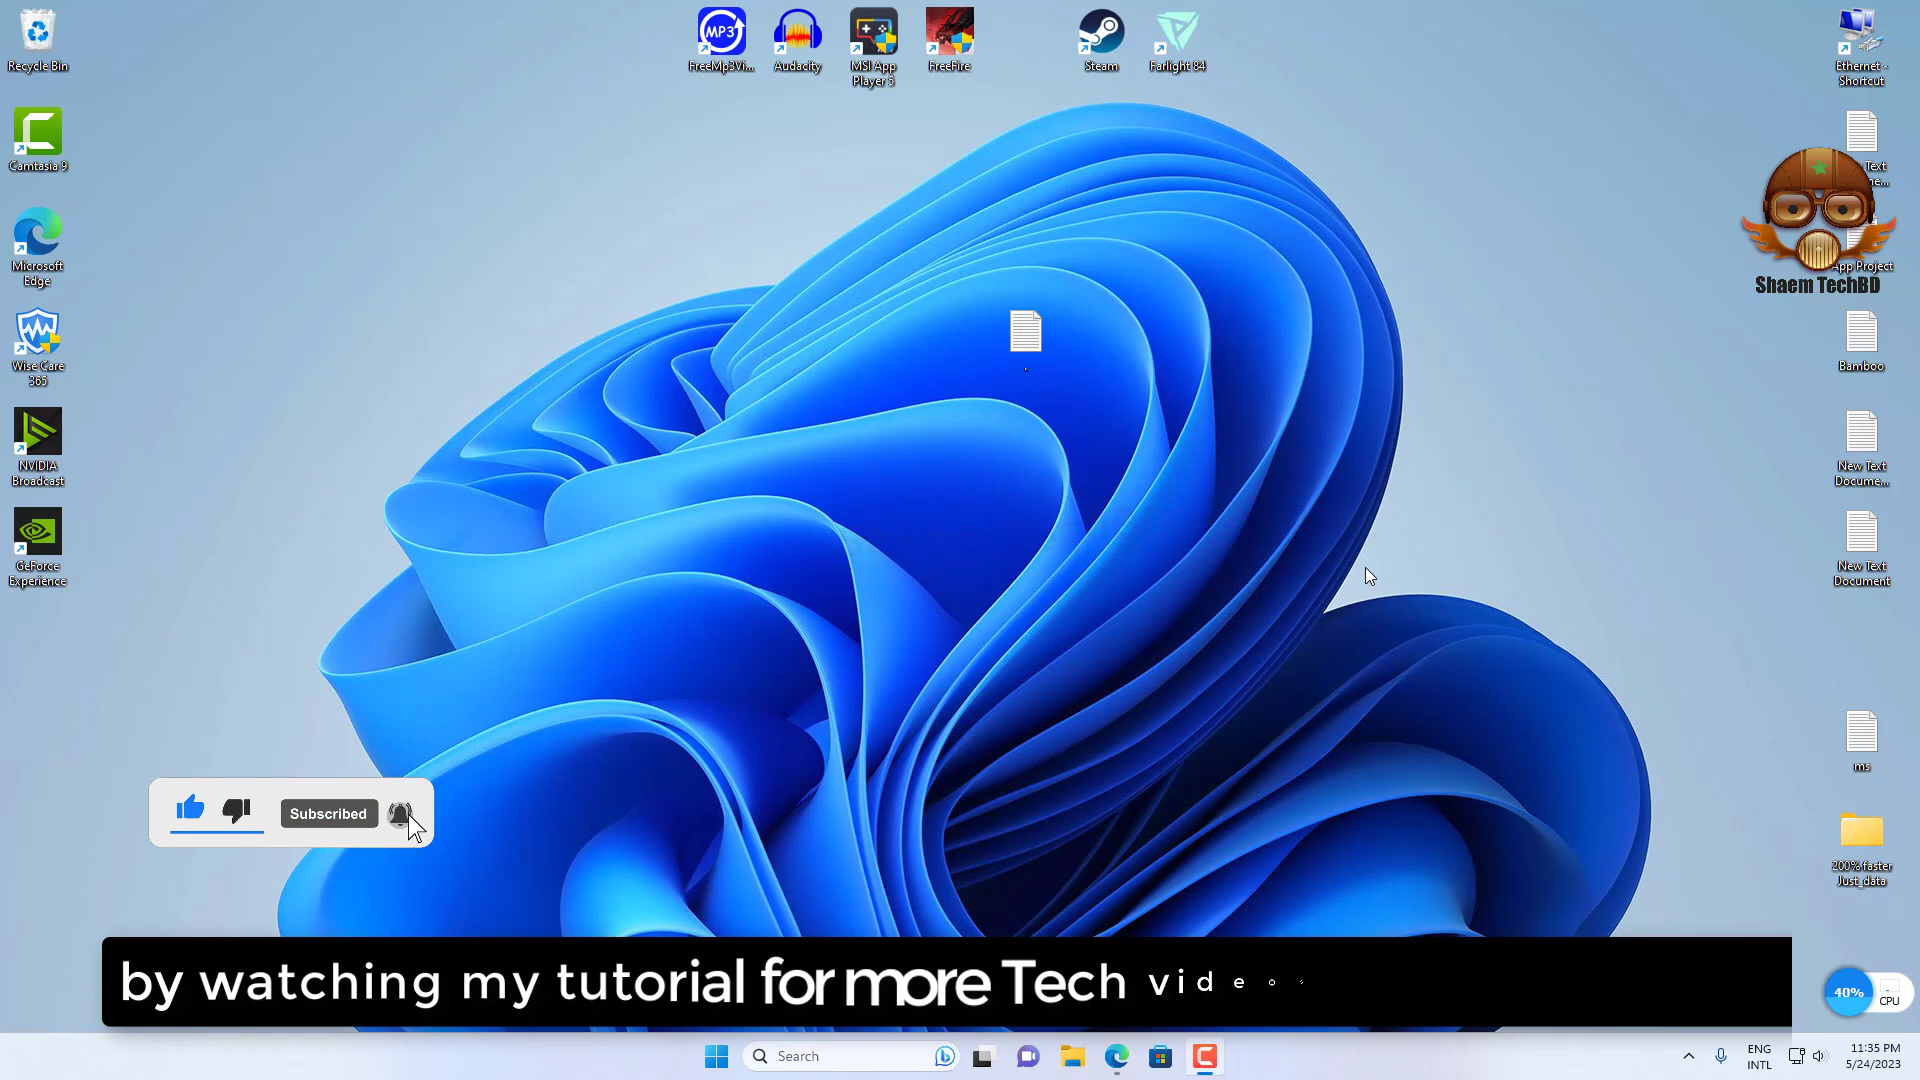 Recycle Bin
Camtasia 9
Microsoft
Edge
Wise Care
365
NVIDIA
Broadcast
GeForce
Experience
MP3
FreeMp3Vi...
Audacity
MSI App
Player 5
FreeFire
Steam
Farlight 84
.
Ethernet -
Shortcut
Text
App Project
Shaem TechBD
Bamboo
New Text
Docume...
New Text
Document
ms
200% faster
Just_data
Subscribed
by watching my tutorial for more Tech video
40%
CPU
Search
ENG
INTL
11:35 PM
5/24/2023